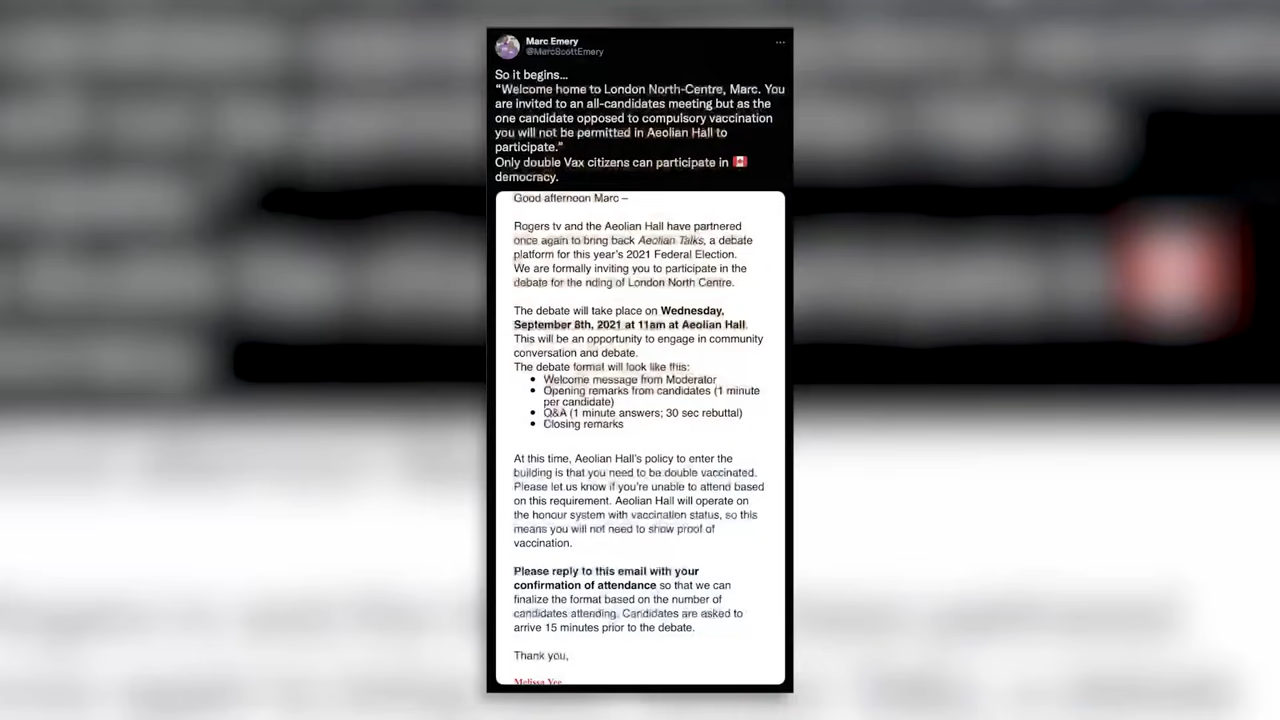 Marc Emery
@MarcScottEmery
So it begins...
“Welcome home to London North-Centre, Marc. You
are invited to an all-candidates meeting but as the
one candidate opposed to compulsory vaccination
you will not be permitted in Aeolian Hall to
participate.”
Only double Vax citizens can participate in 🇨🇦
democracy.
Good afternoon Marc –
Rogers tv and the Aeolian Hall have partnered
once again to bring back Aeolian Talks, a debate
platform for this year's 2021 Federal Election.
We are formally inviting you to participate in the
debate for the riding of London North Centre.
The debate will take place on Wednesday,
September 8th, 2021 at 11am at Aeolian Hall.
This will be an opportunity to engage in community
conversation and debate.
The debate format will look like this:
• Welcome message from Moderator
• Opening remarks from candidates (1 minute
per candidate)
• Q&A (1 minute answers; 30 sec rebuttal)
• Closing remarks
At this time, Aeolian Hall's policy to enter the
building is that you need to be double vaccinated.
Please let us know if you're unable to attend based
on this requirement. Aeolian Hall will operate on
the honour system with vaccination status, so this
means you will not need to show proof of
vaccination.
Please reply to this email with your
confirmation of attendance so that we can
finalize the format based on the number of
candidates attending. Candidates are asked to
arrive 15 minutes prior to the debate.
Thank you,
Melissa Yee